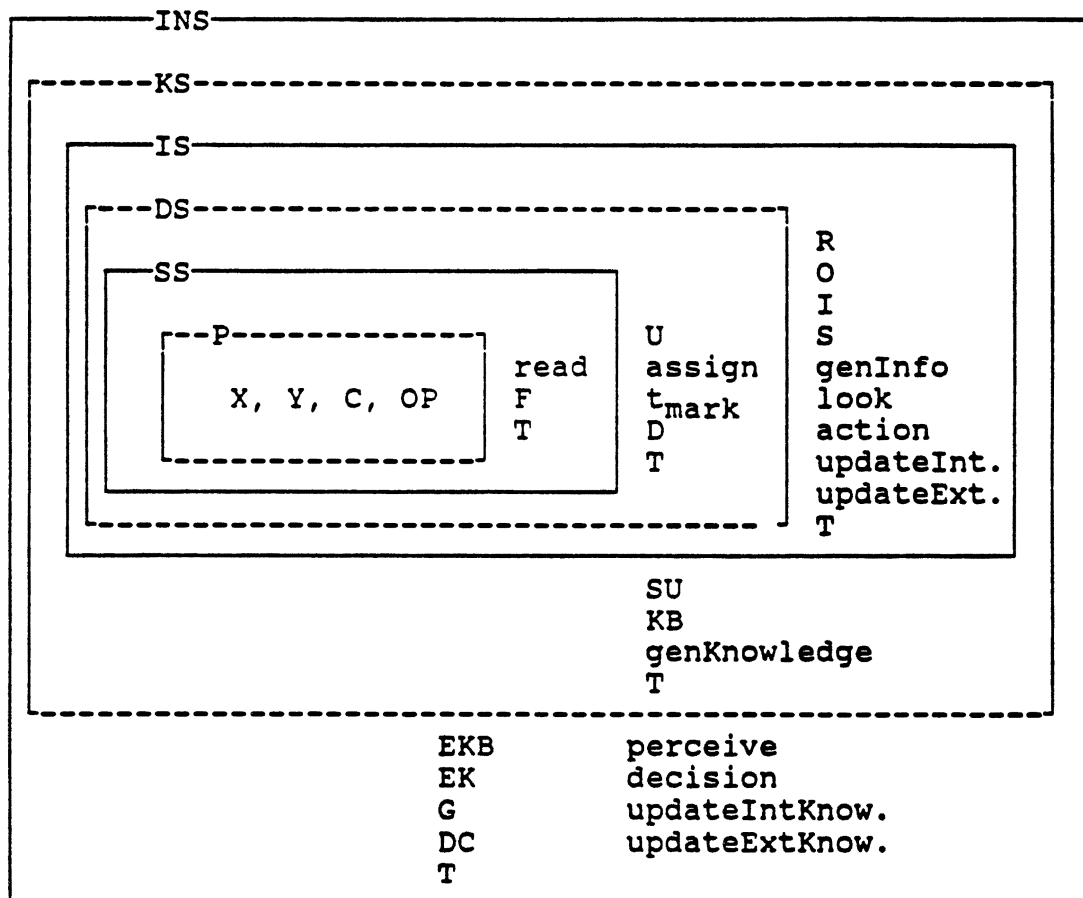 INS
KS
IS
DS
SS
P
X, Y, C, OP
read
F
T
U
assign
tmark
D
T
R
O
I
S
genInfo
look
action
updateInt.
updateExt.
T
SU
KB
genKnowledge
T
EKB perceive
EK decision
G updateIntKnow.
DC updateExtKnow.
T